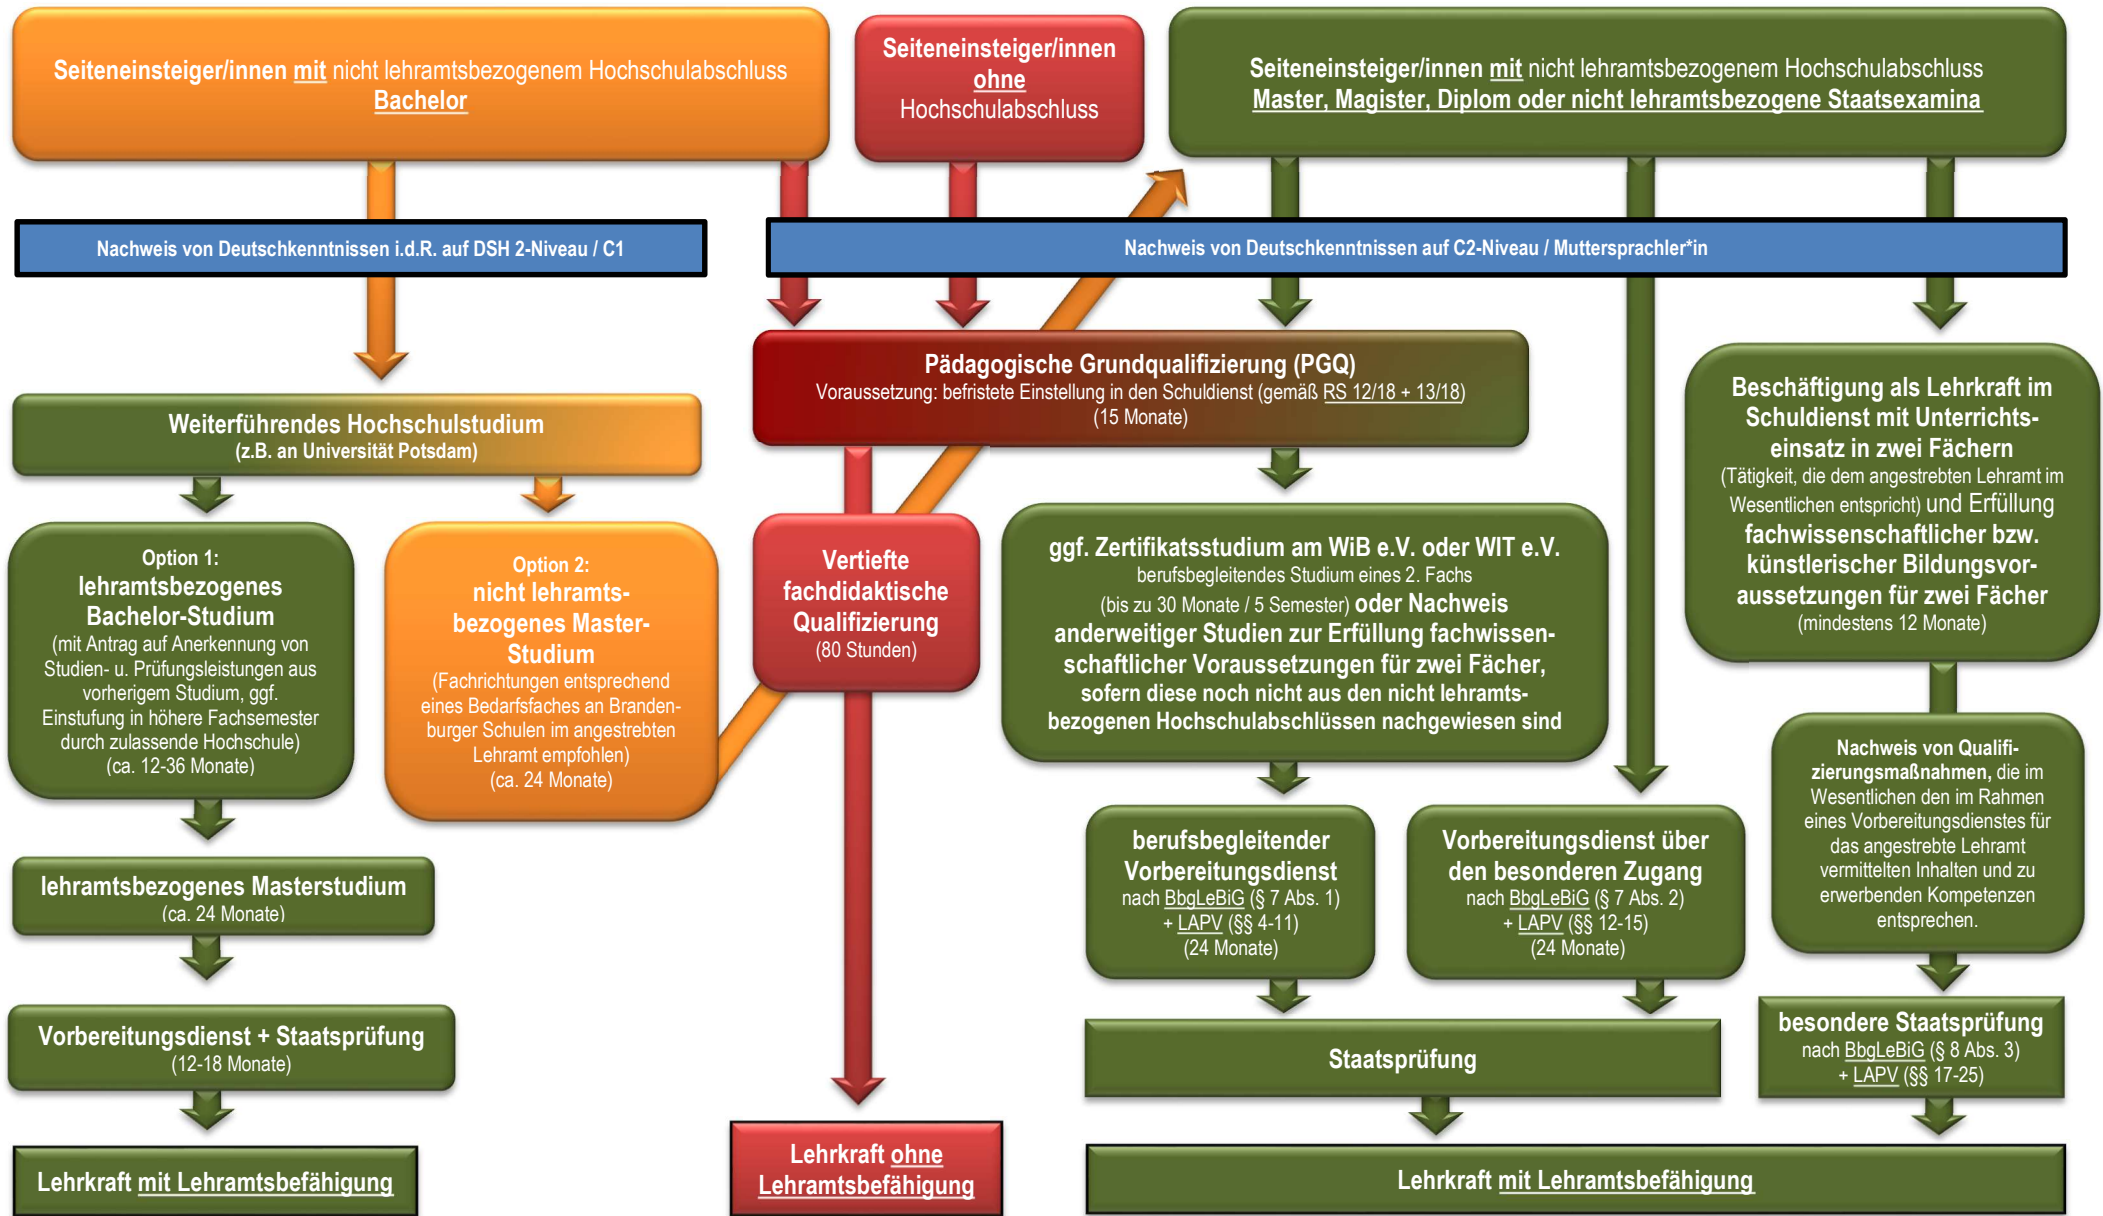 Seiteneinsteiger/innen mit nicht lehramtsbezogenem Hochschulabschluss
Bachelor
Seiteneinsteiger/innen
ohne
Hochschulabschluss
Seiteneinsteiger/innen mit nicht lehramtsbezogenem Hochschulabschluss
Master, Magister, Diplom oder nicht lehramtsbezogene Staatsexamina
Nachweis von Deutschkenntnissen i.d.R. auf DSH 2-Niveau / C1
Nachweis von Deutschkenntnissen auf C2-Niveau / Muttersprachler*in
Weiterführendes Hochschulstudium
(z.B. an Universität Potsdam)
Option 1:
lehramtsbezogenes
Bachelor-Studium
(mit Antrag auf Anerkennung von
Studien- u. Prüfungsleistungen aus
vorherigem Studium, ggf.
Einstufung in höhere Fachsemester
durch zulassende Hochschule)
(ca. 12-36 Monate)
Option 2:
nicht lehramts-
bezogenes Master-
Studium
(Fachrichtungen entsprechend
eines Bedarfsfaches an Branden-
burger Schulen im angestrebten
Lehramt empfohlen)
(ca. 24 Monate)
lehramtsbezogenes Masterstudium
(ca. 24 Monate)
Vorbereitungsdienst + Staatsprüfung
(12-18 Monate)
Lehrkraft mit Lehramtsbefähigung
Pädagogische Grundqualifizierung (PGQ)
Voraussetzung: befristete Einstellung in den Schuldienst (gemäß RS 12/18 + 13/18)
(15 Monate)
Vertiefte
fachdidaktische
Qualifizierung
(80 Stunden)
Lehrkraft ohne
Lehramtsbefähigung
ggf. Zertifikatsstudium am WiB e.V. oder WIT e.V.
berufsbegleitendes Studium eines 2. Fachs
(bis zu 30 Monate / 5 Semester) oder Nachweis
anderweitiger Studien zur Erfüllung fachwissen-
schaftlicher Voraussetzungen für zwei Fächer,
sofern diese noch nicht aus den nicht lehramts-
bezogenen Hochschulabschlüssen nachgewiesen sind
berufsbegleitender
Vorbereitungsdienst
nach BbgLeBiG (§ 7 Abs. 1)
+ LAPV (§§ 4-11)
(24 Monate)
Vorbereitungsdienst über
den besonderen Zugang
nach BbgLeBiG (§ 7 Abs. 2)
+ LAPV (§§ 12-15)
(24 Monate)
Staatsprüfung
Beschäftigung als Lehrkraft im
Schuldienst mit Unterrichts-
einsatz in zwei Fächern
(Tätigkeit, die dem angestrebten Lehramt im
Wesentlichen entspricht) und Erfüllung
fachwissenschaftlicher bzw.
künstlerischer Bildungsvor-
aussetzungen für zwei Fächer
(mindestens 12 Monate)
Nachweis von Qualifi-
zierungsmaßnahmen, die im
Wesentlichen den im Rahmen
eines Vorbereitungsdienstes für
das angestrebte Lehramt
vermittelten Inhalten und zu
erwerbenden Kompetenzen
entsprechen.
besondere Staatsprüfung
nach BbgLeBiG (§ 8 Abs. 3)
+ LAPV (§§ 17-25)
Lehrkraft mit Lehramtsbefähigung